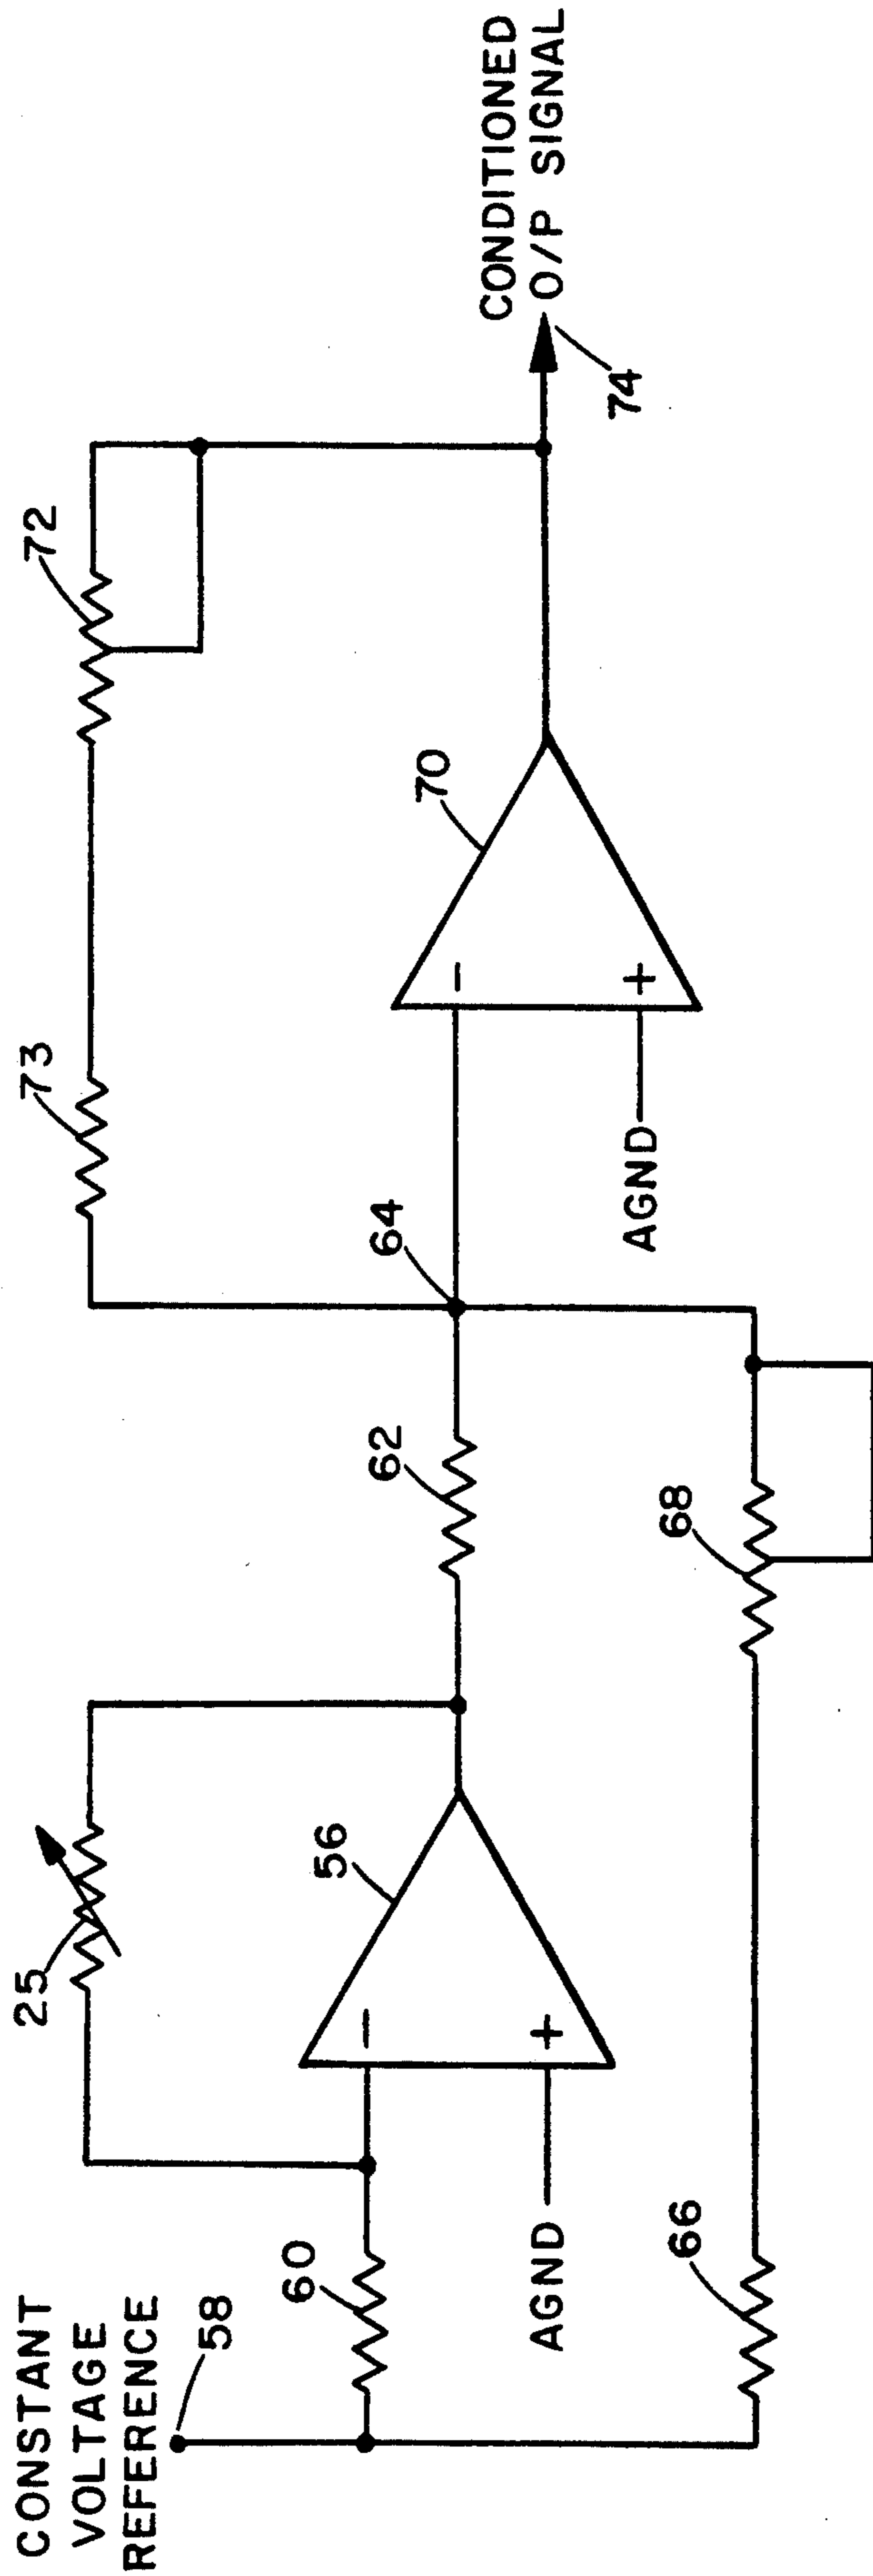 CONSTANT
VOLTAGE
REFERENCE
58
60
25
56
−
+
AGND
62
64
66
68
73
72
70
−
+
AGND
74
CONDITIONED
O/P SIGNAL